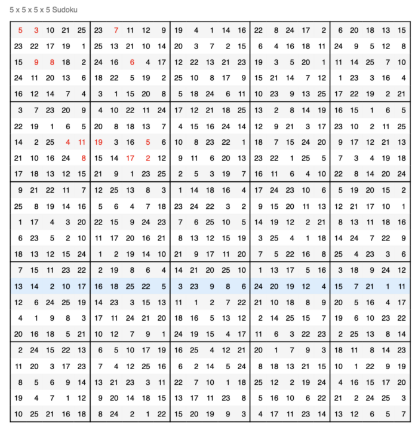 5 x 5 x 5 x 5 Sudoku
5 3 10 21 25 23 7 11 12 9 19 4 1 14 16 22 8 24 17 2 6 20 18 13 15
23 22 17 19 1 25 13 21 10 14 20 3 7 2 15 6 4 16 18 11 24 9 5 12 8
15 9 8 18 2 24 16 6 4 17 12 22 13 21 23 19 3 5 20 1 11 14 25 7 10
24 11 20 13 6 18 22 5 19 2 25 10 8 17 9 15 21 14 7 12 1 23 3 16 4
16 12 14 7 4 3 1 15 20 8 5 18 24 6 11 10 23 9 13 25 2 19 22 17 21
3 7 23 20 9 4 10 22 11 24 17 12 21 18 25 13 2 8 14 19 16 15 1 6 5
22 19 1 6 5 20 8 18 13 7 4 15 16 24 14 12 9 21 3 17 23 10 2 11 25
14 2 25 4 11 19 3 16 5 6 10 8 23 22 1 18 7 15 24 20 9 17 12 21 13
21 10 16 24 8 15 14 17 2 12 9 11 6 20 13 23 22 1 25 5 7 3 4 19 18
17 18 13 12 15 21 9 1 23 25 2 5 3 19 7 16 11 6 4 10 22 8 14 20 24
9 21 22 11 7 12 25 13 8 3 1 14 18 16 4 17 24 23 10 6 5 19 20 15 2
25 8 19 14 16 5 6 4 7 18 23 24 22 3 2 9 15 20 11 13 12 21 17 10 1
1 17 4 3 20 22 15 9 24 23 7 6 25 10 5 14 19 12 2 21 8 13 11 18 16
6 23 5 2 10 11 17 20 16 21 8 13 12 15 19 3 25 4 1 18 14 24 7 22 9
18 13 12 15 24 1 2 19 14 10 21 9 17 11 20 7 5 22 16 8 25 4 23 3 6
7 15 11 23 22 2 19 8 6 4 14 21 20 25 10 1 13 17 5 16 3 18 9 24 12
13 14 2 10 17 16 18 25 22 5 3 23 9 8 6 24 20 19 12 4 15 7 21 1 11
12 6 24 25 19 14 23 3 15 13 11 1 2 7 22 21 10 18 8 9 20 5 16 4 17
4 1 9 8 3 17 11 24 21 20 18 16 5 13 12 2 14 25 15 7 19 6 10 23 22
20 16 18 5 21 10 12 7 9 1 24 19 15 4 17 11 6 3 22 23 2 25 13 8 14
2 24 15 22 13 6 5 10 17 19 16 25 4 12 21 20 1 7 9 3 18 11 8 14 23
11 20 3 17 23 7 4 12 25 16 6 2 14 5 24 8 18 13 21 15 10 1 22 9 19
8 5 6 9 14 13 21 23 3 11 22 7 10 1 18 25 12 2 19 24 4 16 15 17 20
19 4 7 1 12 9 20 14 18 15 13 17 11 23 8 5 16 10 6 22 21 2 24 25 3
10 25 21 16 18 8 24 2 1 22 15 20 19 9 3 4 17 11 23 14 13 12 6 5 7